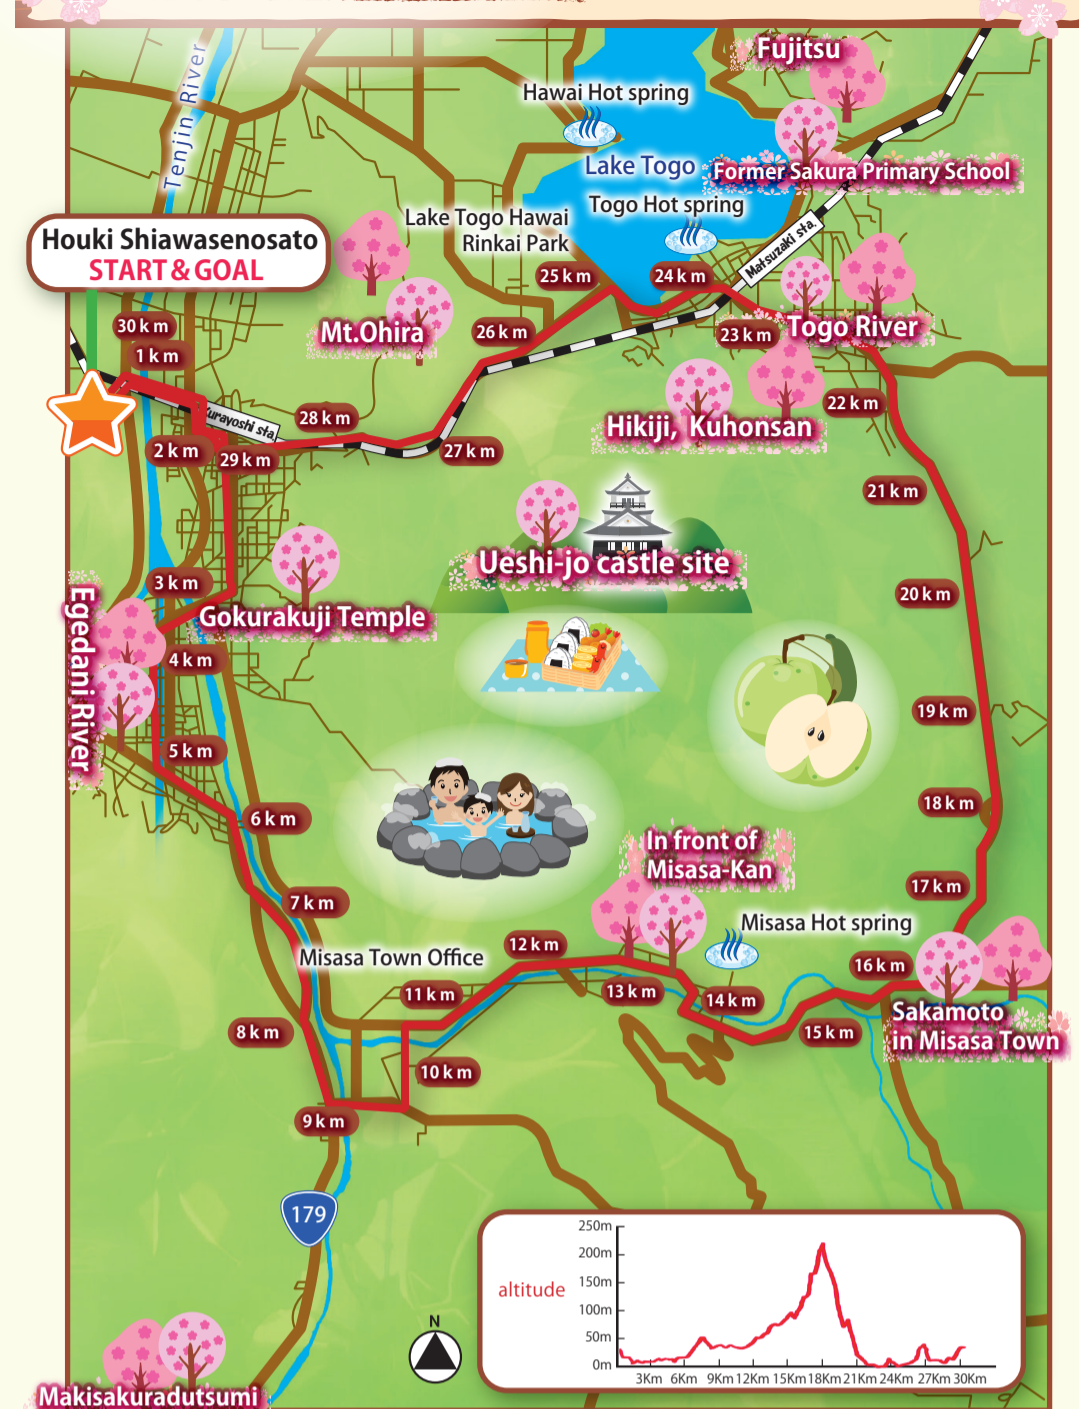 Fujitsu
Tenjin River
Hawai Hot spring
Lake Togo
Former Sakura Primary School
Togo Hot spring
Lake Togo Hawai
Rinkai Park
Houki Shiawasenosato
START & GOAL
Matsuzaki sta.
25 km
24 km
30 km
1 km
Mt.Ohira
26 km
23 km
Togo River
28 km
Kurayoshi sta.
22 km
Hikiji, Kuhonsan
2 km
29 km
27 km
21 km
Ueshi-jo castle site
3 km
20 km
Egedani River
Gokurakuji Temple
4 km
19 km
5 km
18 km
6 km
In front of
Misasa-Kan
17 km
7 km
Misasa Hot spring
12 km
Misasa Town Office
16 km
11 km
13 km
14 km
Sakamoto
in Misasa Town
8 km
15 km
10 km
9 km
179
250m
200m
altitude
150m
100m
50m
0m
3Km 6Km 9Km 12Km 15Km 18Km 21Km 24Km 27Km 30Km
N
Makisakuradutsumi